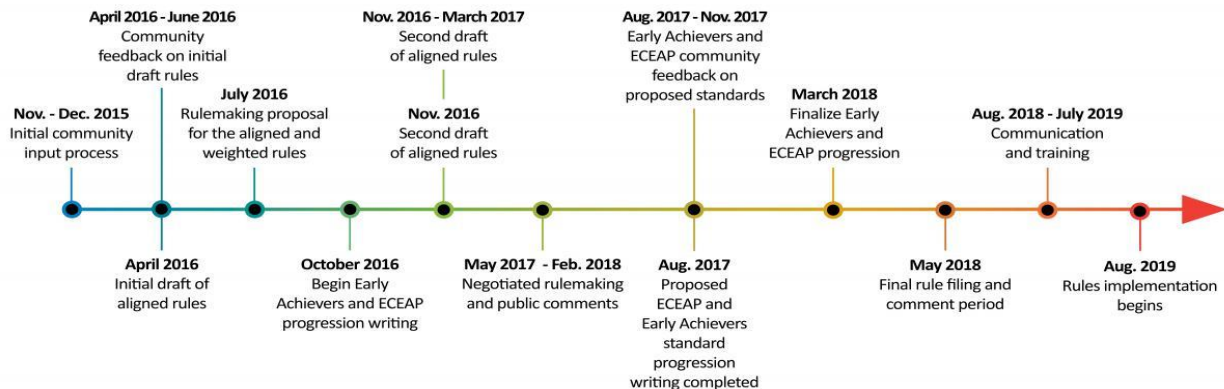 April 2016 - June 2016
Community
feedback on initial
draft rules
Nov. 2016 - March 2017
Second draft
of aligned rules
Aug. 2017 - Nov. 2017
Early Achievers and
ECEAP community
feedback on
proposed standards
Nov. - Dec. 2015
Initial community
input process
July 2016
Rulemaking proposal
for the aligned and
weighted rules
Nov. 2016
Second draft
of aligned rules
March 2018
Finalize Early
Achievers and
ECEAP progression
Aug. 2018 - July 2019
Communication
and training
April 2016
Initial draft of
aligned rules
October 2016
Begin Early
Achievers and ECEAP
progression writing
May 2017 - Feb. 2018
Negotiated rulemaking
and public comments
Aug. 2017
Proposed
ECEAP and
Early Achievers
standard
progression
writing completed
May 2018
Final rule filing and
comment period
Aug. 2019
Rules implementation
begins